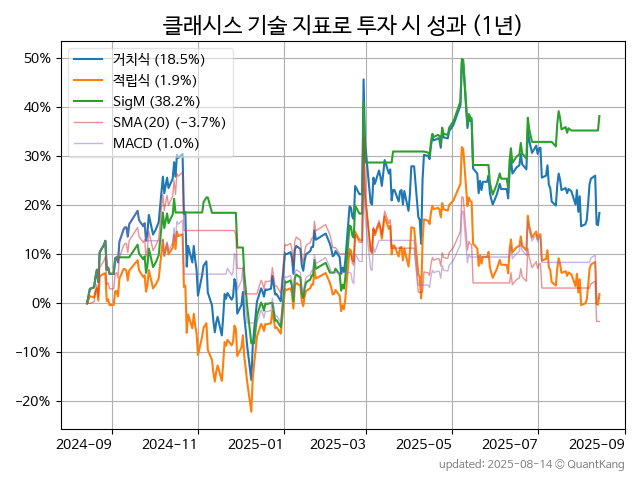 클래시스 기술 지표로 투자 시 성과 (1년)
거치식 (18.5%)
적립식 (1.9%)
SigM (38.2%)
SMA(20) (−3.7%)
MACD (1.0%)
50%
40%
30%
20%
10%
0%
−10%
−20%
2024-09
2024-11
2025-01
2025-03
2025-05
2025-07
2025-09
updated: 2025-08-14 © QuantKang